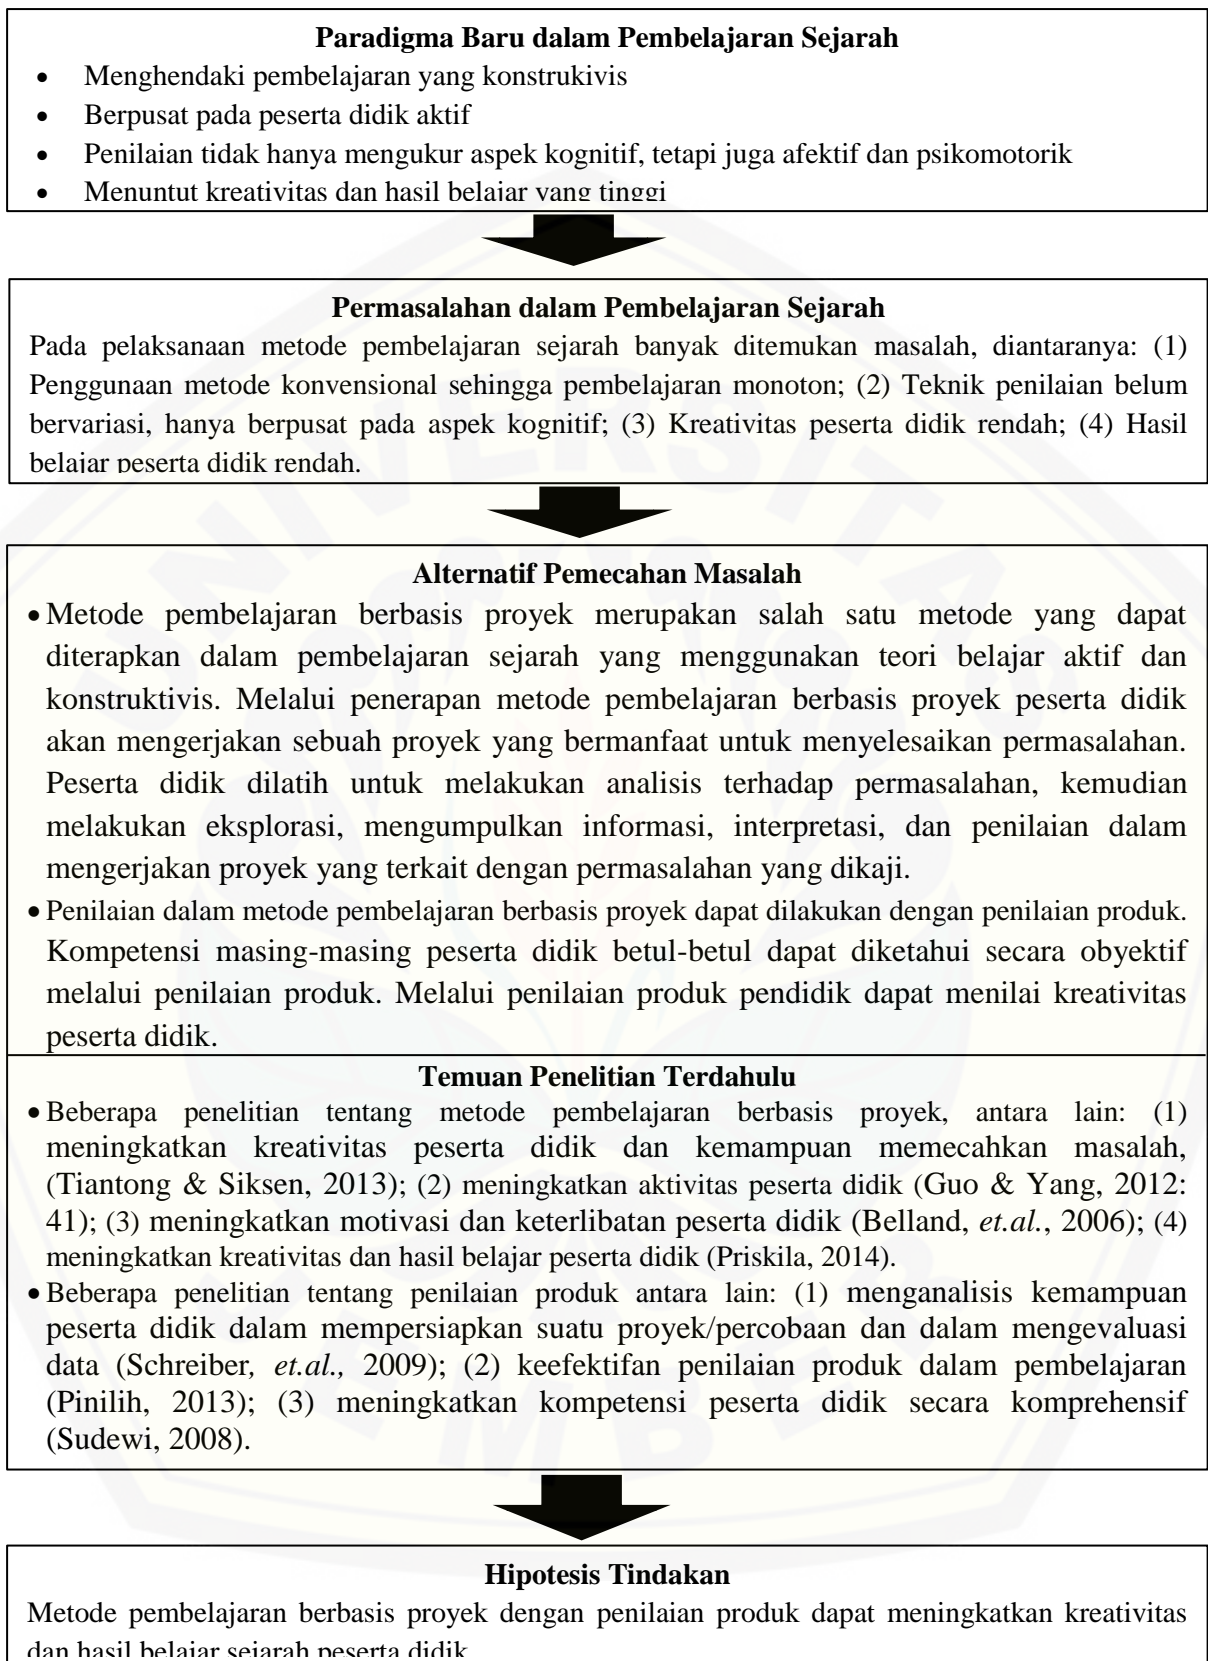 Paradigma Baru dalam Pembelajaran Sejarah
• Menghendaki pembelajaran yang konstrukivis
• Berpusat pada peserta didik aktif
• Penilaian tidak hanya mengukur aspek kognitif, tetapi juga afektif dan psikomotorik
• Menuntut kreativitas dan hasil belajar yang tinggi
Permasalahan dalam Pembelajaran Sejarah
Pada pelaksanaan metode pembelajaran sejarah banyak ditemukan masalah, diantaranya: (1)
Penggunaan metode konvensional sehingga pembelajaran monoton; (2) Teknik penilaian belum
bervariasi, hanya berpusat pada aspek kognitif; (3) Kreativitas peserta didik rendah; (4) Hasil
belajar peserta didik rendah.
Alternatif Pemecahan Masalah
• Metode pembelajaran berbasis proyek merupakan salah satu metode yang dapat
diterapkan dalam pembelajaran sejarah yang menggunakan teori belajar aktif dan
konstruktivis. Melalui penerapan metode pembelajaran berbasis proyek peserta didik
akan mengerjakan sebuah proyek yang bermanfaat untuk menyelesaikan permasalahan.
Peserta didik dilatih untuk melakukan analisis terhadap permasalahan, kemudian
melakukan eksplorasi, mengumpulkan informasi, interpretasi, dan penilaian dalam
mengerjakan proyek yang terkait dengan permasalahan yang dikaji.
• Penilaian dalam metode pembelajaran berbasis proyek dapat dilakukan dengan penilaian produk.
Kompetensi masing-masing peserta didik betul-betul dapat diketahui secara obyektif
melalui penilaian produk. Melalui penilaian produk pendidik dapat menilai kreativitas
peserta didik.
Temuan Penelitian Terdahulu
• Beberapa penelitian tentang metode pembelajaran berbasis proyek, antara lain: (1)
meningkatkan kreativitas peserta didik dan kemampuan memecahkan masalah,
(Tiantong & Siksen, 2013); (2) meningkatkan aktivitas peserta didik (Guo & Yang, 2012:
41); (3) meningkatkan motivasi dan keterlibatan peserta didik (Belland, et.al., 2006); (4)
meningkatkan kreativitas dan hasil belajar peserta didik (Priskila, 2014).
• Beberapa penelitian tentang penilaian produk antara lain: (1) menganalisis kemampuan
peserta didik dalam mempersiapkan suatu proyek/percobaan dan dalam mengevaluasi
data (Schreiber, et.al., 2009); (2) keefektifan penilaian produk dalam pembelajaran
(Pinilih, 2013); (3) meningkatkan kompetensi peserta didik secara komprehensif
(Sudewi, 2008).
Hipotesis Tindakan
Metode pembelajaran berbasis proyek dengan penilaian produk dapat meningkatkan kreativitas
dan hasil belajar sejarah peserta didik
UNIVERSITAS
JEMBER